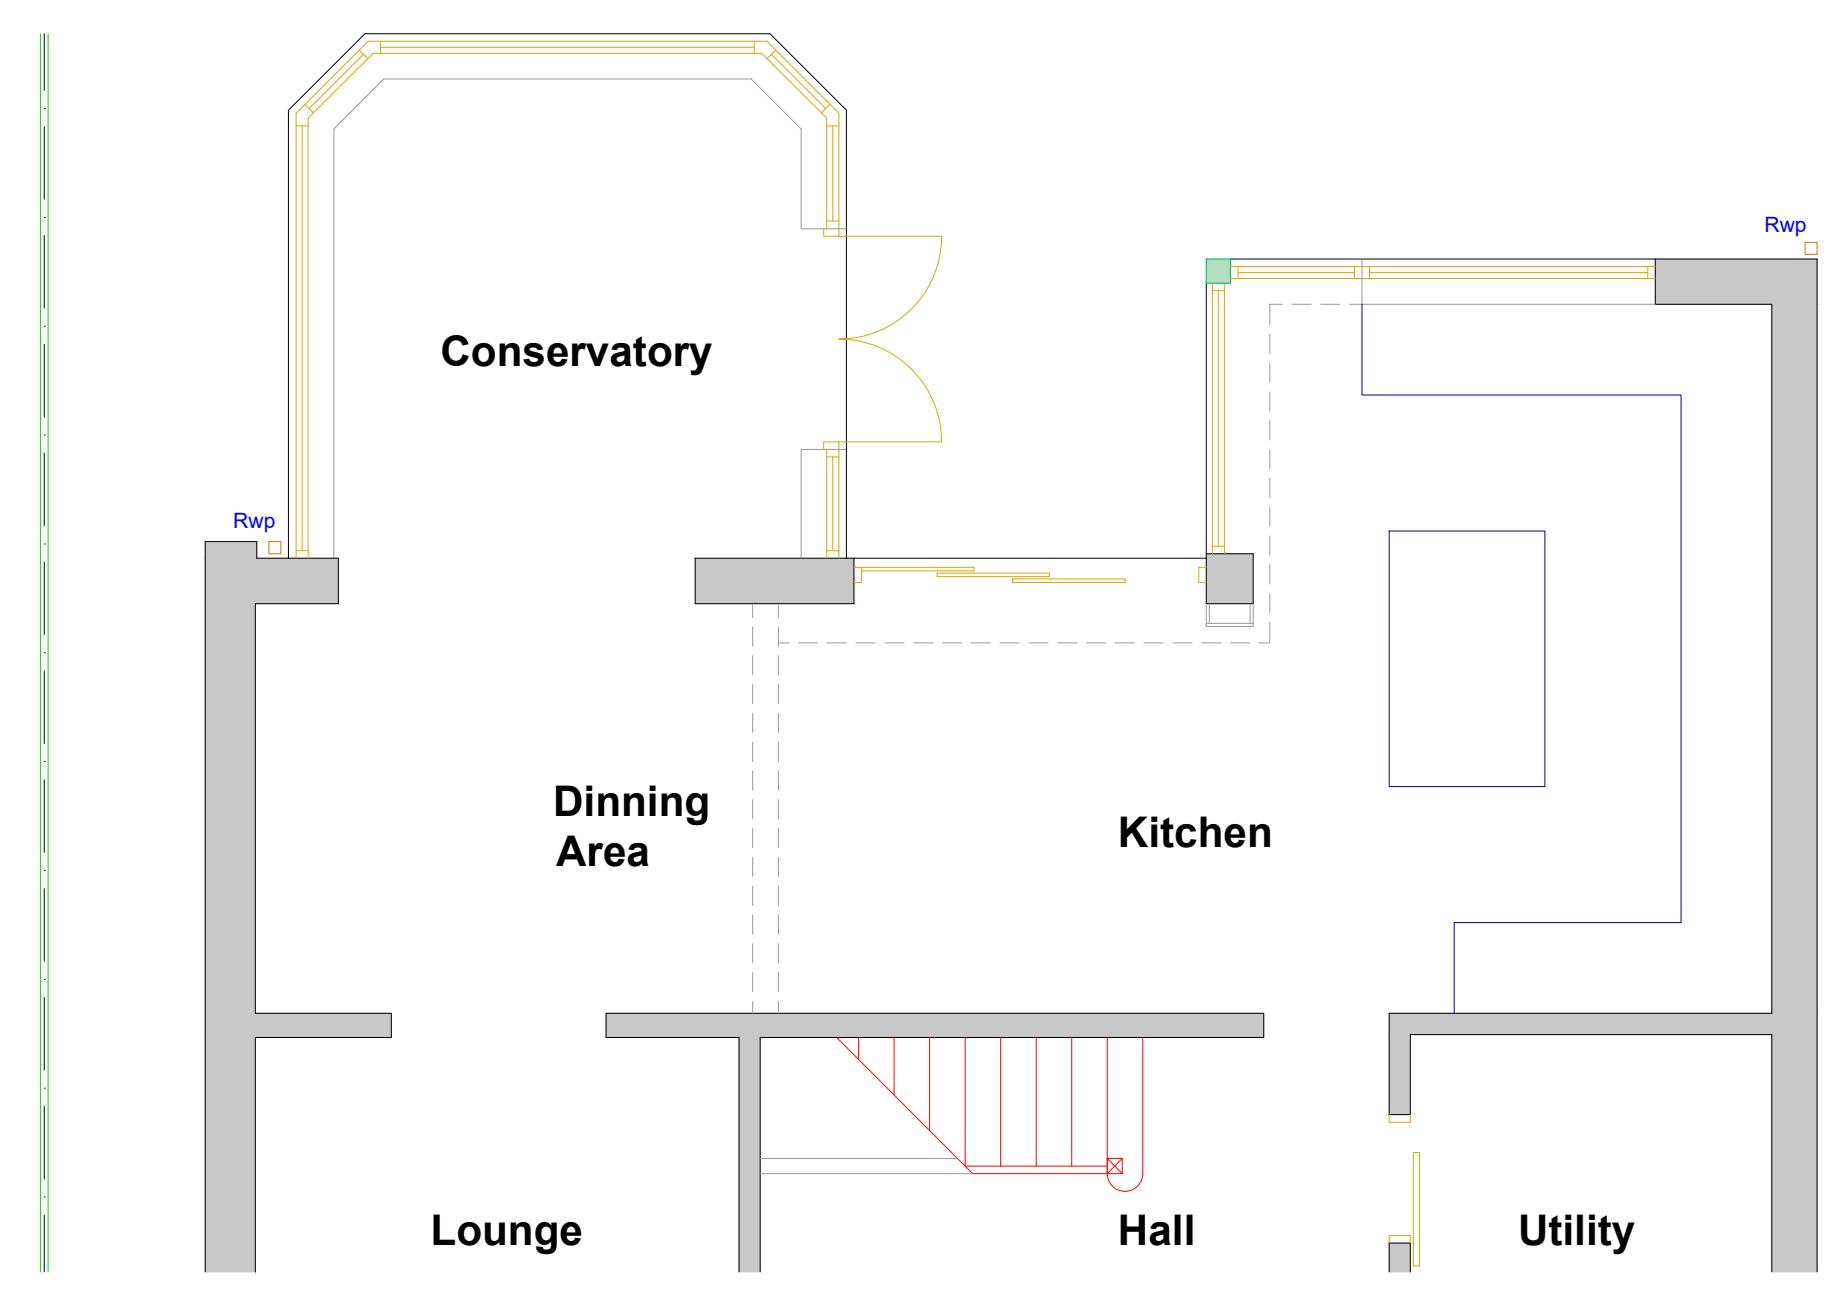 Rwp
Conservatory
Rwp
Dinning
Area
Kitchen
Lounge
Hall
Utility